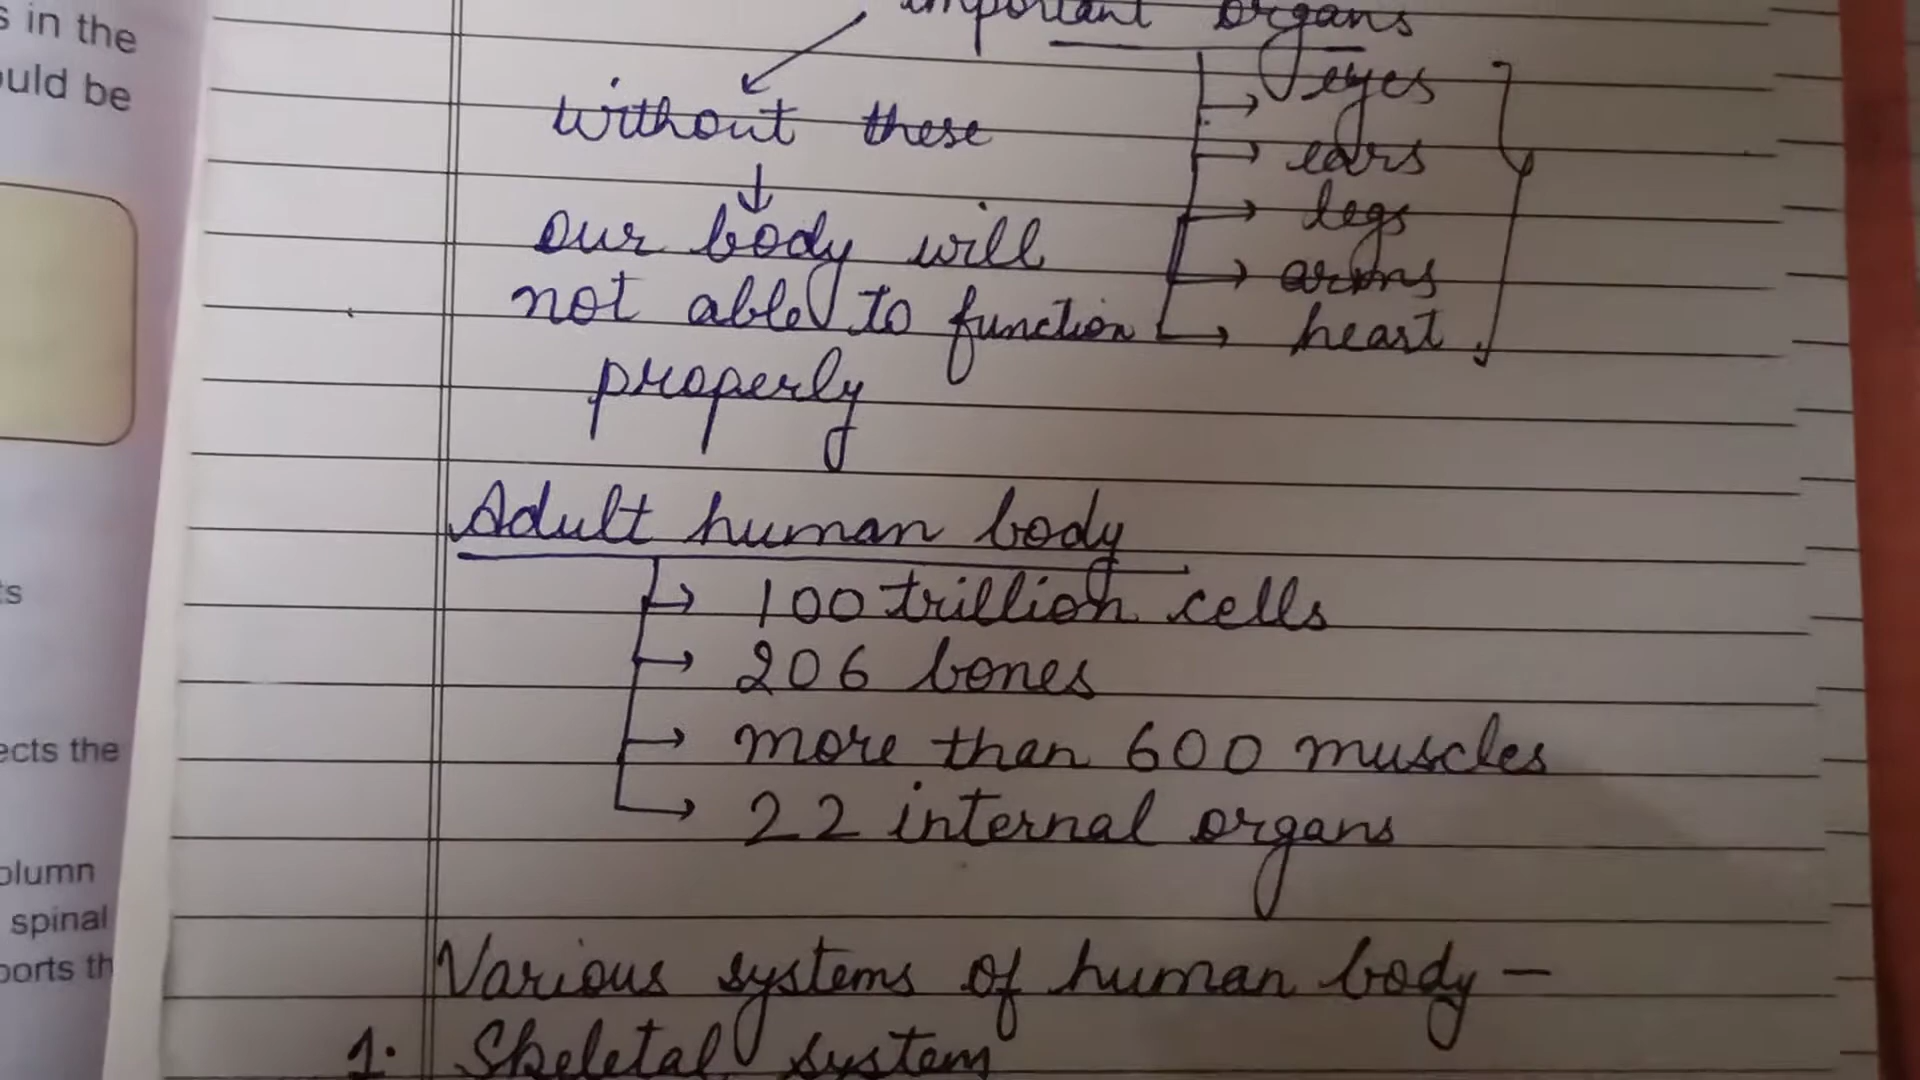 s in the
ould be
ts
ects the
olumn
spinal
ports th
important organs
without these
our body will
not able to function
properly
eyes
ears
legs
arms
heart
Adult human body
100 trillion cells
206 bones
more than 600 muscles
22 internal organs
Various systems of human body –
1. Skeletal system